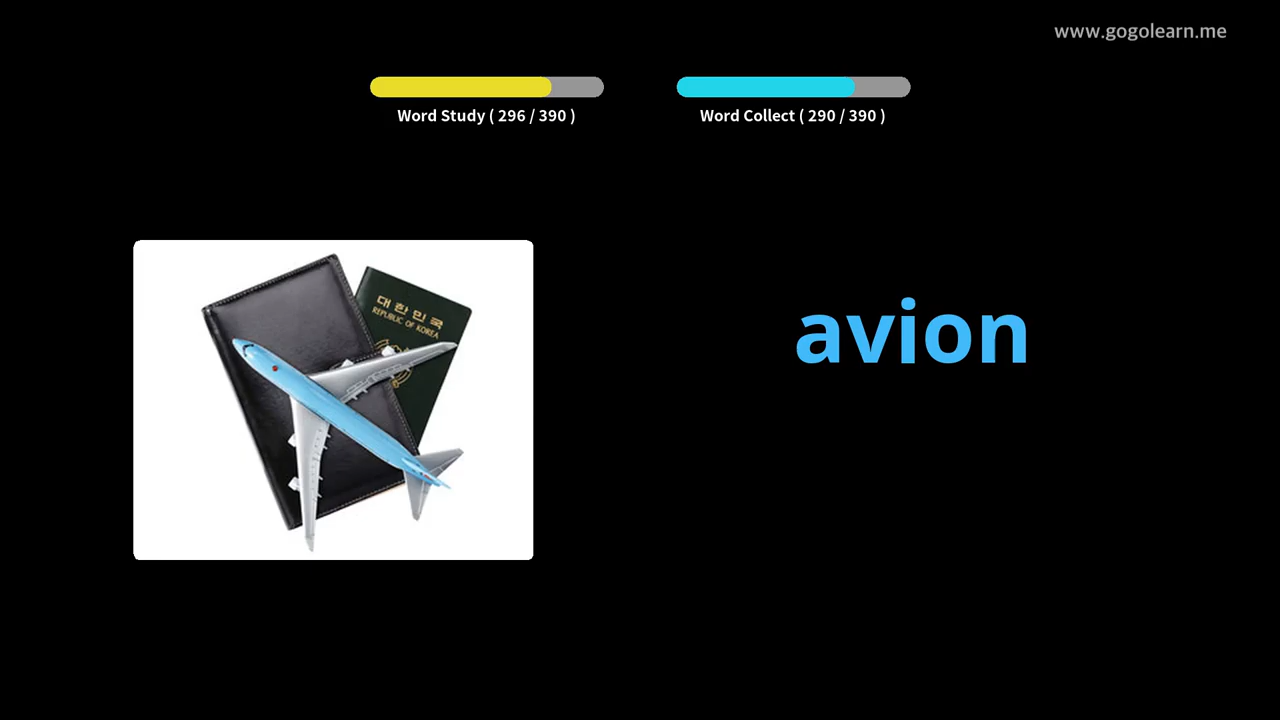 www.gogolearn.me
Word Study ( 296 / 390 )
Word Collect ( 290 / 390 )
대한민국
REPUBLIC OF KOREA
avion